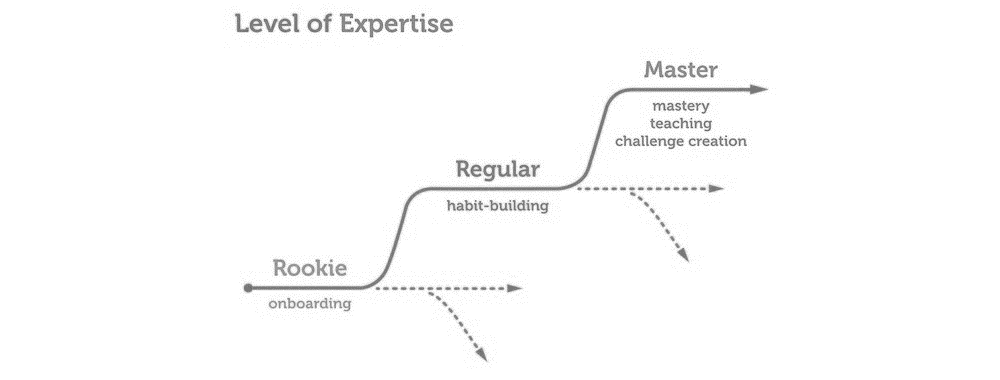 Level of Expertise
Master
mastery
teaching
challenge creation
Regular
habit-building
Rookie
onboarding